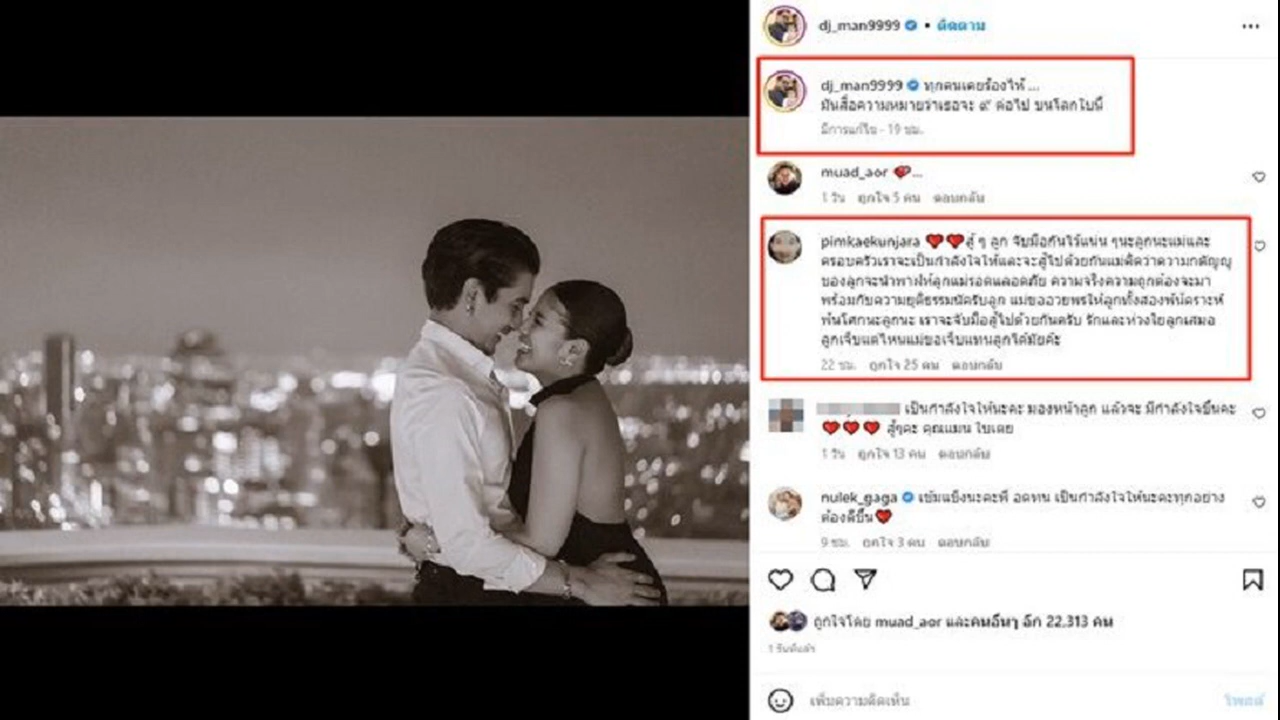 dj_man9999 • ติดตาม
dj_man9999 ทุกคนเคยร้องไห้ ...
มันสื่อความหมายว่าเธอจะ ๙ ต่อไป บนโลกใบนี้
มีการแก้ไข · 19 ชม.
muad_aor ...
1 วัน ถูกใจ 5 คน ตอบกลับ
pimkaekunjara สู้ ๆ ลูก จับมือกันไว้แน่น ๆนะลูกนะแม่และ
ครอบครัวเราจะเป็นกำลังใจให้และจะสู้ไปด้วยกันแม่คิดว่าความกตัญญู
ของลูกจะนำพาให้ลูกแม่รอดแลอดภัย ความจริงความถูกต้องจะมา
พร้อมกับความยุติธรรมนัครับลูก แม่ขออวยพรให้ลูกทั้งสองพ้นัคราะห์
พ้นโศกนะลูกนะ เราจะจับมือสู้ไปด้วยกันครับ รักและห่วงใยลูกเสมอ
ลูกเจ็บแค่ไหนแม่ขอเจ็บแทนลูกได้มัยค๊ะ
22 ชม. ถูกใจ 25 คน ตอบกลับ
เป็นกำลังใจให้นะคะ มองหน้าลูก แล้วจะ มีกำลังใจขึ้นคะ
สู้ๆคะ คุณแมน ใบเตย
1 วัน ถูกใจ 13 คน ตอบกลับ
nulek_gaga เข้มแข็งนะคะพี่ อดทน เป็นกำลังใจให้นะคะทุกอย่าง
ต้องดีขึ้น
9 ชม. ถูกใจ 3 คน ตอบกลับ
ถูกใจโดย muad_aor และคนอื่นๆ อีก 22,313 คน
1 วันที่แล้ว
เพิ่มความคิดเห็น
โพสต์